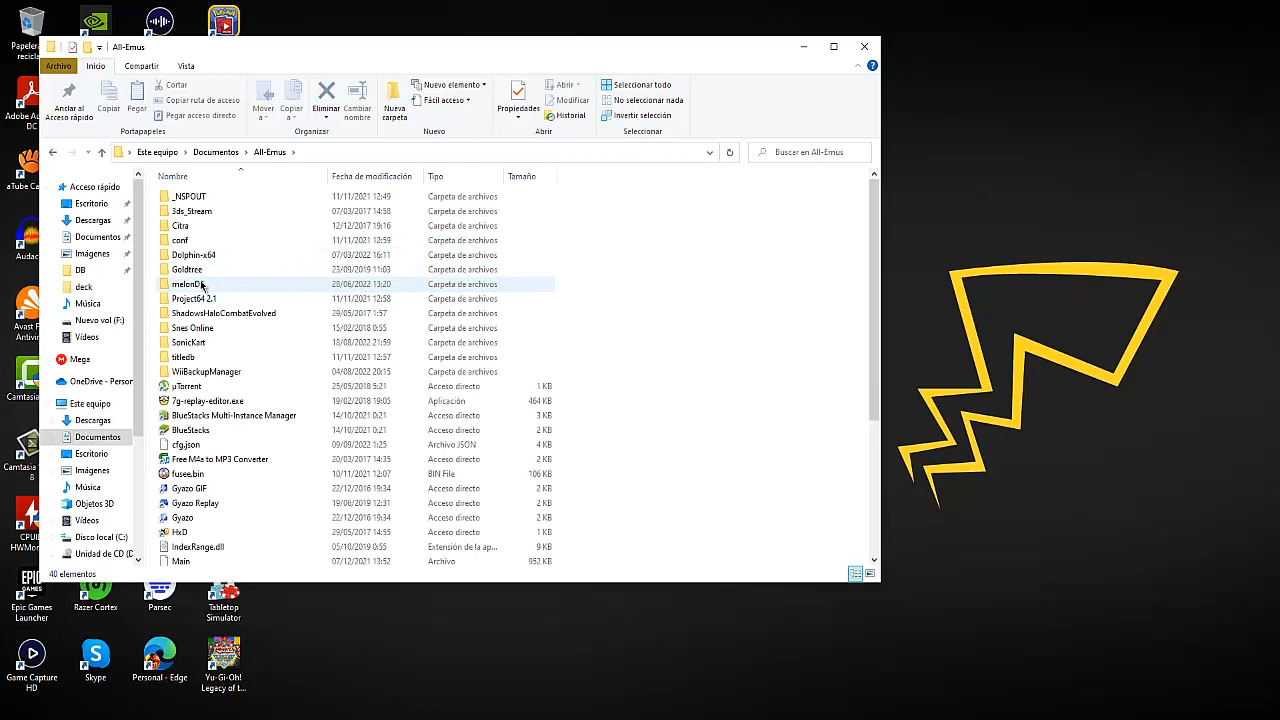 Papelera
recicla
All-Emus
Archivo Inicio Compartir Vista
Anclar al
Acceso rápido
Copiar
Pegar
Cortar
Copiar ruta de acceso
Pegar acceso directo
Portapapeles
Mover
a
Copiar
a
Eliminar
Cambiar
nombre
Organizar
Nueva
carpeta
Nuevo elemento
Fácil acceso
Nuevo
Propiedades
Abrir
Modificar
Historial
Abrir
Seleccionar todo
No seleccionar nada
Invertir selección
Seleccionar
Este equipo > Documentos > All-Emus >
Buscar en All-Emus
Nombre Fecha de modificación Tipo Tamaño
_NSPOUT 11/11/2021 12:49 Carpeta de archivos
3ds_Stream 07/03/2017 14:58 Carpeta de archivos
Citra 12/12/2017 19:16 Carpeta de archivos
conf 11/11/2021 12:59 Carpeta de archivos
Dolphin-x64 07/03/2022 16:11 Carpeta de archivos
Goldtree 23/09/2019 11:03 Carpeta de archivos
melonD 28/06/2022 13:20 Carpeta de archivos
Project64 2.1 11/11/2021 12:58 Carpeta de archivos
ShadowsHaloCombatEvolved 29/05/2017 1:57 Carpeta de archivos
Snes Online 15/02/2018 0:55 Carpeta de archivos
SonicKart 18/08/2022 21:59 Carpeta de archivos
titledb 11/11/2021 12:57 Carpeta de archivos
WiiBackupManager 04/08/2022 20:15 Carpeta de archivos
µTorrent 25/05/2018 5:21 Acceso directo 1 KB
7g-replay-editor.exe 19/02/2018 19:05 Aplicación 464 KB
BlueStacks Multi-Instance Manager 14/10/2021 0:21 Acceso directo 3 KB
BlueStacks 14/10/2021 0:21 Acceso directo 2 KB
cfg.json 09/09/2022 1:25 Archivo JSON 4 KB
Free M4a to MP3 Converter 20/03/2017 14:35 Acceso directo 2 KB
fusee.bin 10/11/2021 12:07 BIN File 106 KB
Gyazo GIF 22/12/2016 19:34 Acceso directo 2 KB
Gyazo Replay 19/06/2019 12:31 Acceso directo 2 KB
Gyazo 22/12/2016 19:34 Acceso directo 2 KB
HxD 29/05/2017 14:55 Acceso directo 1 KB
IndexRange.dll 05/10/2019 0:55 Extensión de la ap... 9 KB
Main 07/12/2021 13:52 Archivo 952 KB
Acceso rápido
Escritorio
Descargas
Documentos
Imágenes
DB
deck
Música
Nuevo vol (F:)
Vídeos
Mega
OneDrive - Person
Este equipo
Descargas
Documentos
Escritorio
Imágenes
Música
Objetos 3D
Vídeos
Disco local (C:)
Unidad de CD (D
40 elementos
Adobe Ac
DC
aTube Ca
Audac
Avast F
Antivir
Camtasia
Camtasia S
8
CPUID
HWMon
Epic Games
Launcher
Razer Cortex
Parsec
Tabletop
Simulator
Game Capture
HD
Skype
Personal - Edge
Yu-Gi-Oh!
Legacy of t...